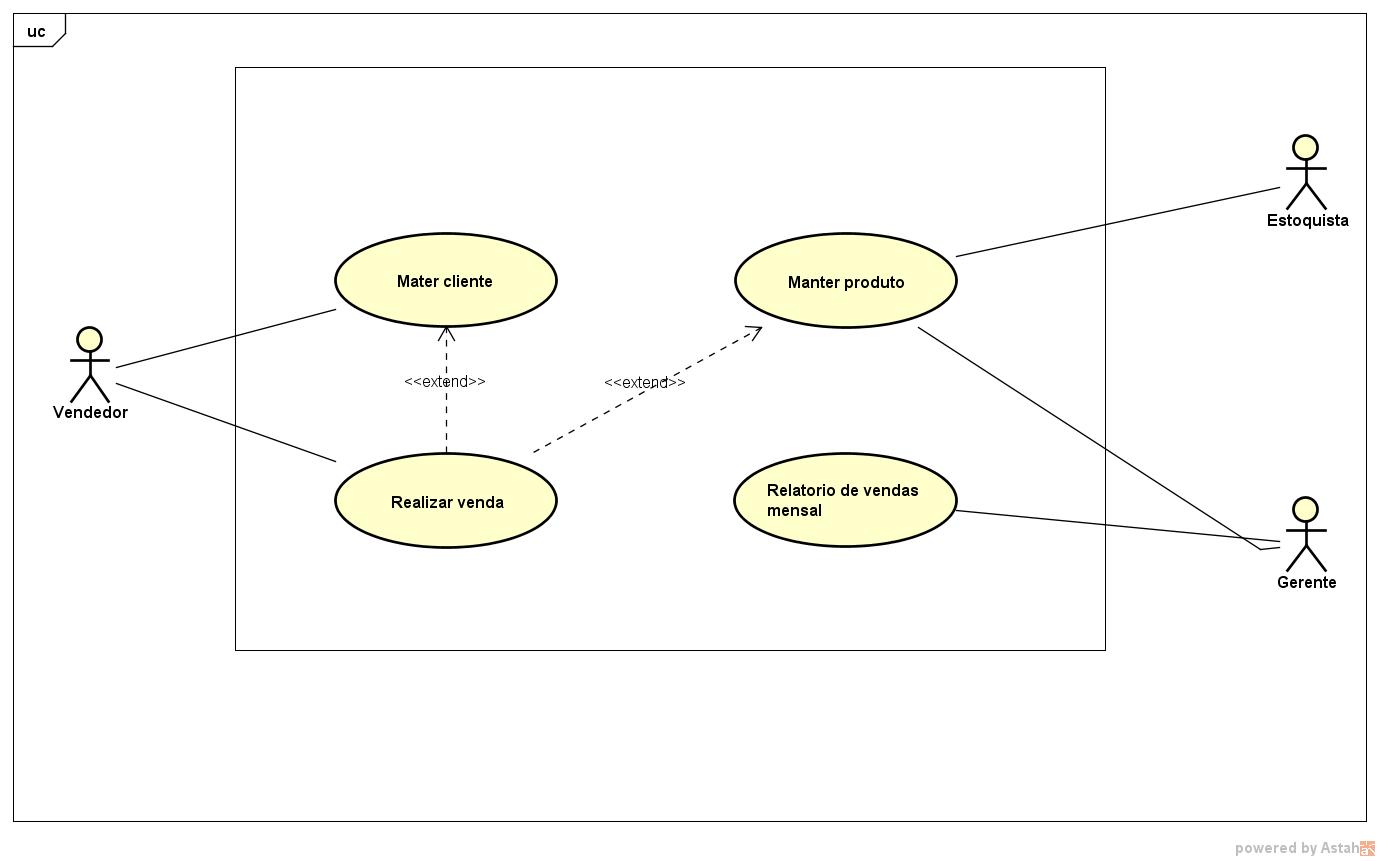 uc
Estoquista
Mater cliente
Manter produto
Vendedor
<<extend>>
<<extend>>
Realizar venda
Relatorio de vendas
mensal
Gerente
powered by Astah